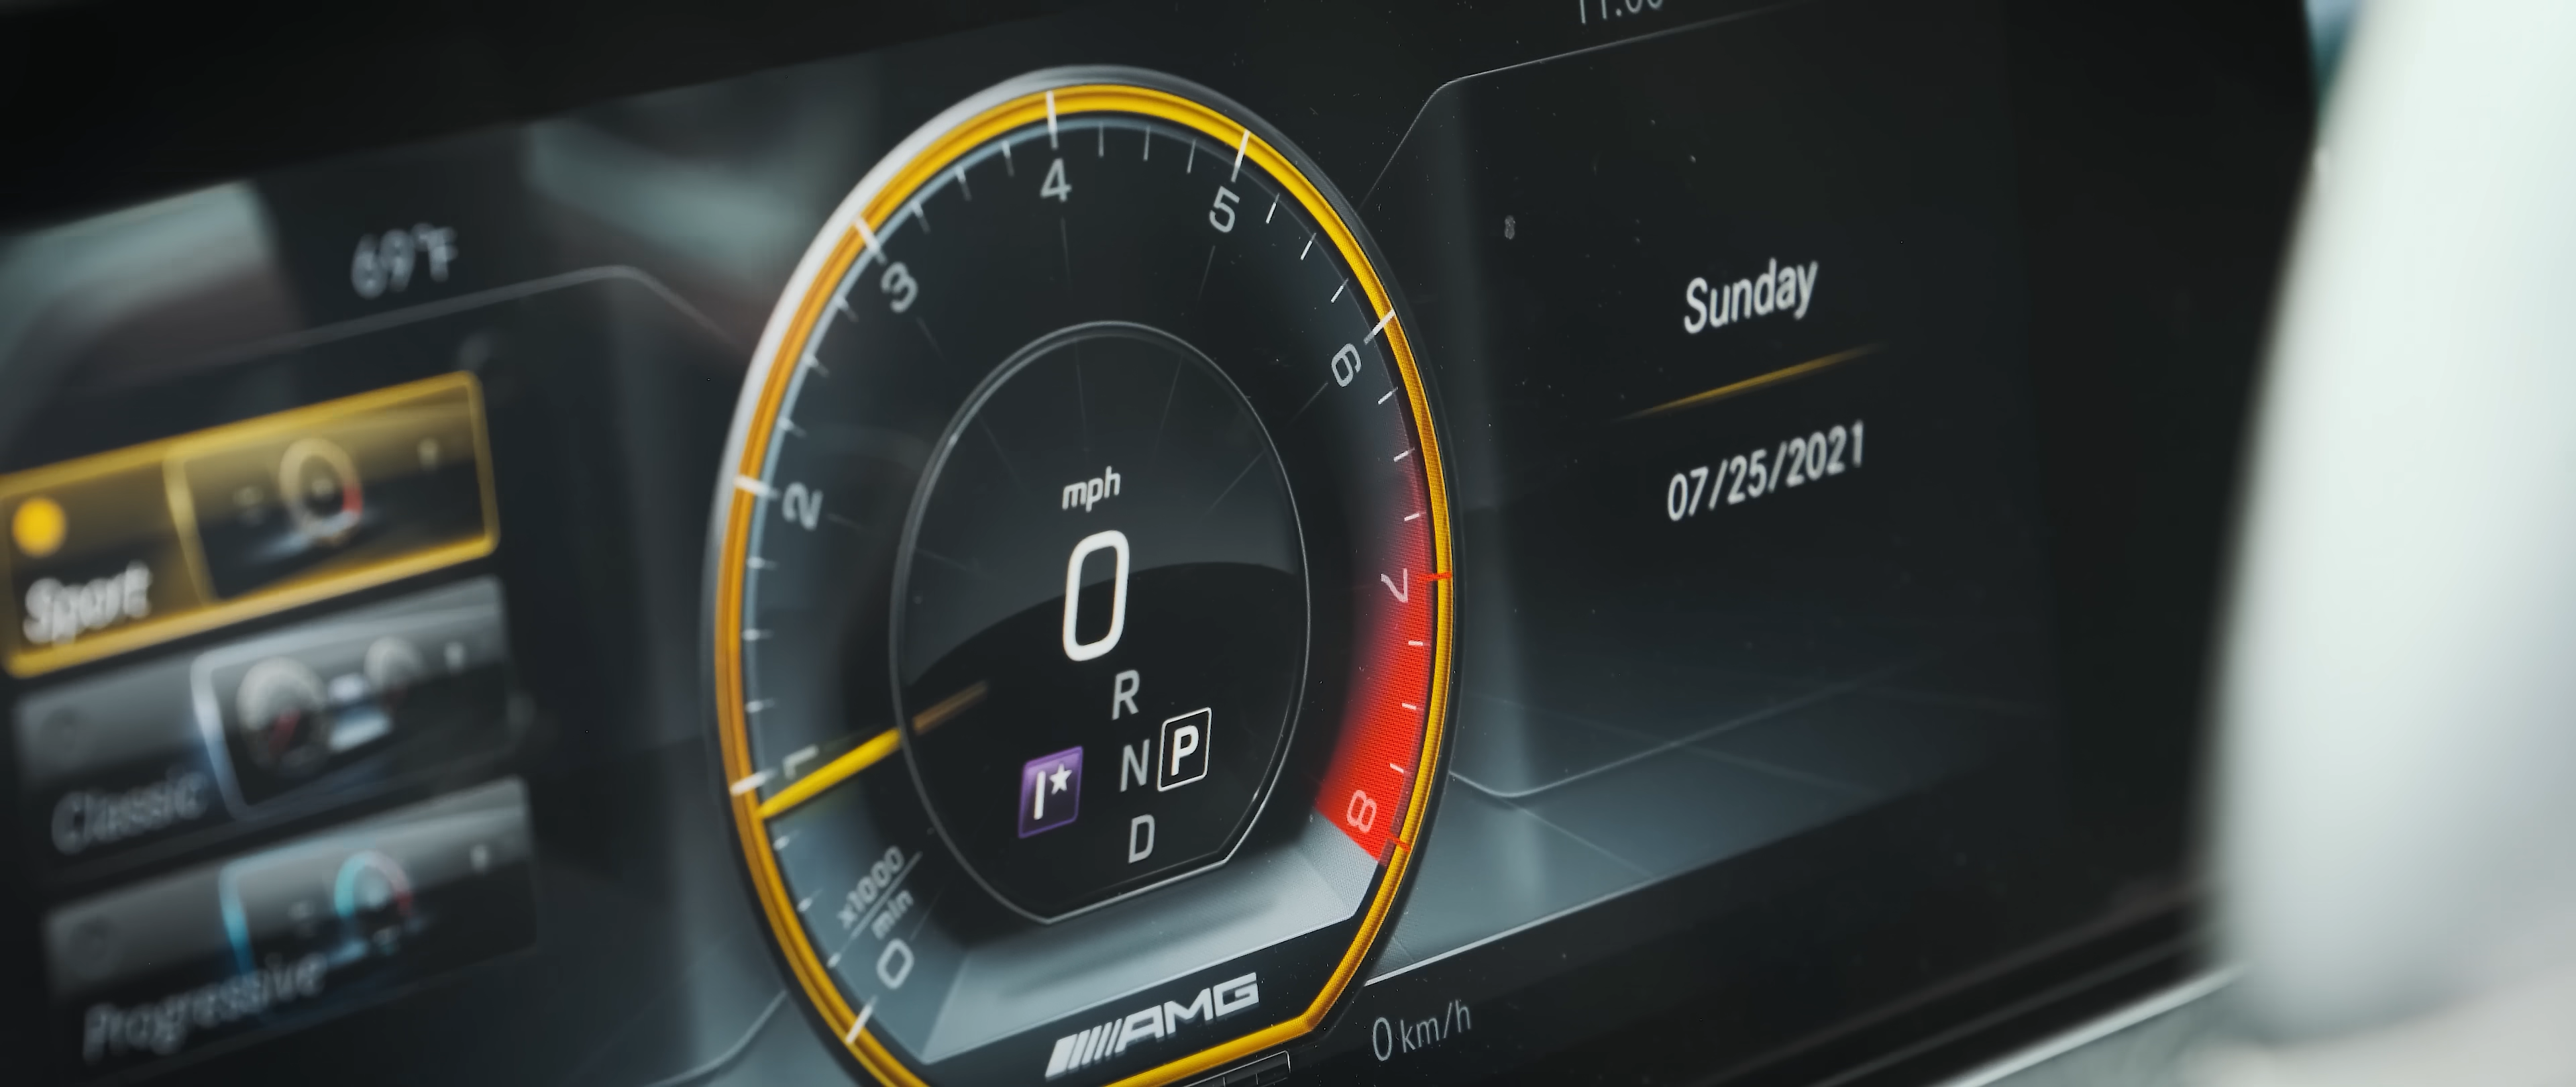 69°F
Sport
Classic
Progressive
4
5
3
6
2
7
1
8
x1000
min
0
mph
0
R
N P
D
I★
AMG
0 km/h
Sunday
07/25/2021